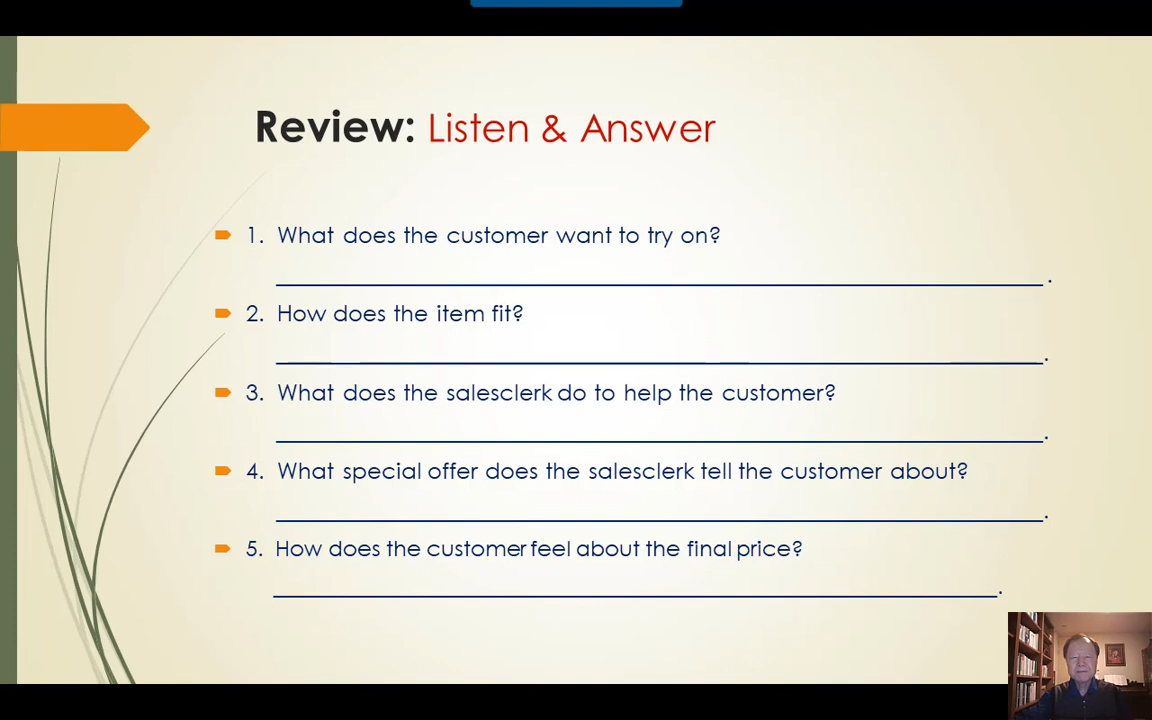 Review: Listen & Answer
1. What does the customer want to try on?
.
2. How does the item fit?
.
3. What does the salesclerk do to help the customer?
.
4. What special offer does the salesclerk tell the customer about?
.
5. How does the customer feel about the final price?
.